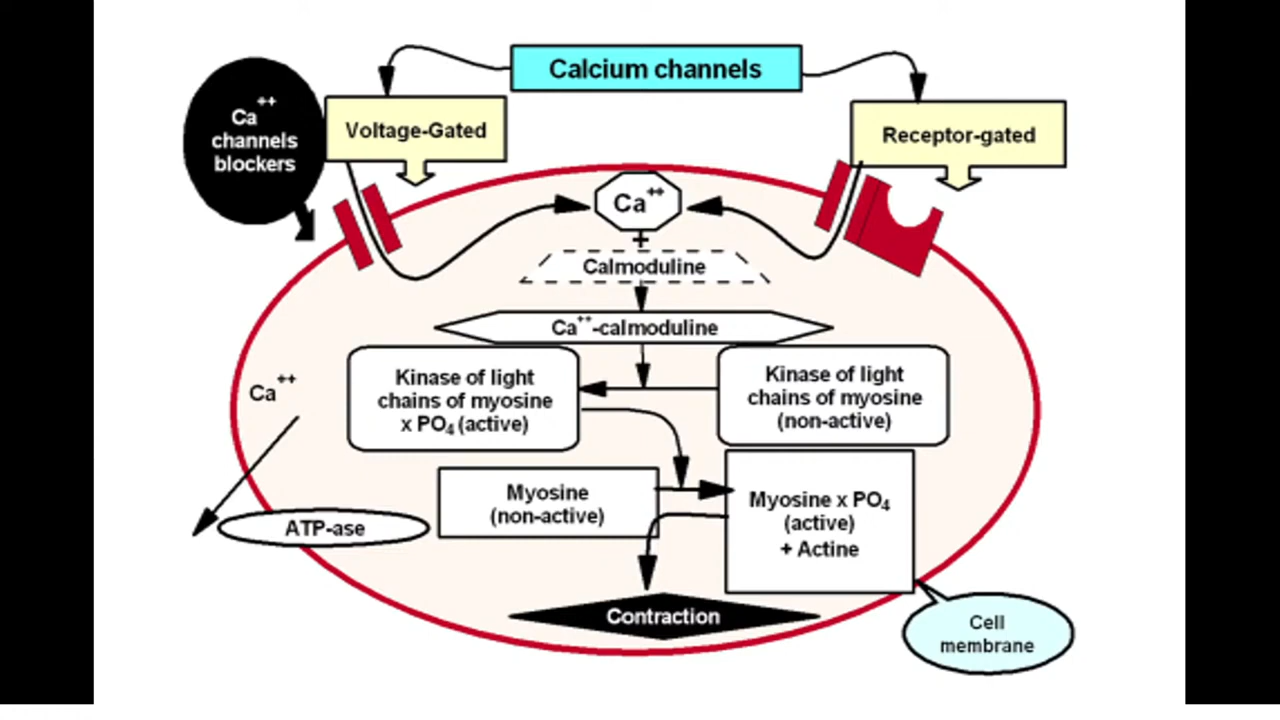 Calcium channels
Ca++
channels
blockers
Voltage-Gated
Receptor-gated
Ca++
+
Calmoduline
Ca++-calmoduline
Ca++
Kinase of light
chains of myosine
x PO4 (active)
Kinase of light
chains of myosine
(non-active)
Myosine
(non-active)
Myosine x PO4
(active)
+ Actine
ATP-ase
Contraction
Cell
membrane